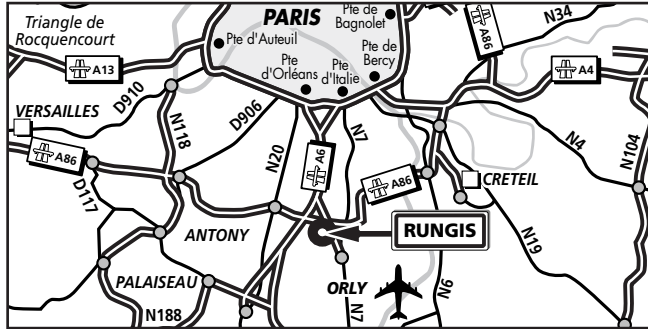 Triangle de
Rocquencourt
PARIS
Pte de
Bagnolet
N34
Pte d'Auteuil
Pte de
Bercy
A86
Pte
d'Orléans
Pte
d'Italie
A13
A4
D910
D906
VERSAILLES
N118
N20
A6
N7
N4
N104
A86
A86
D117
CRETEIL
ANTONY
RUNGIS
N19
PALAISEAU
ORLY
N6
N188
N7